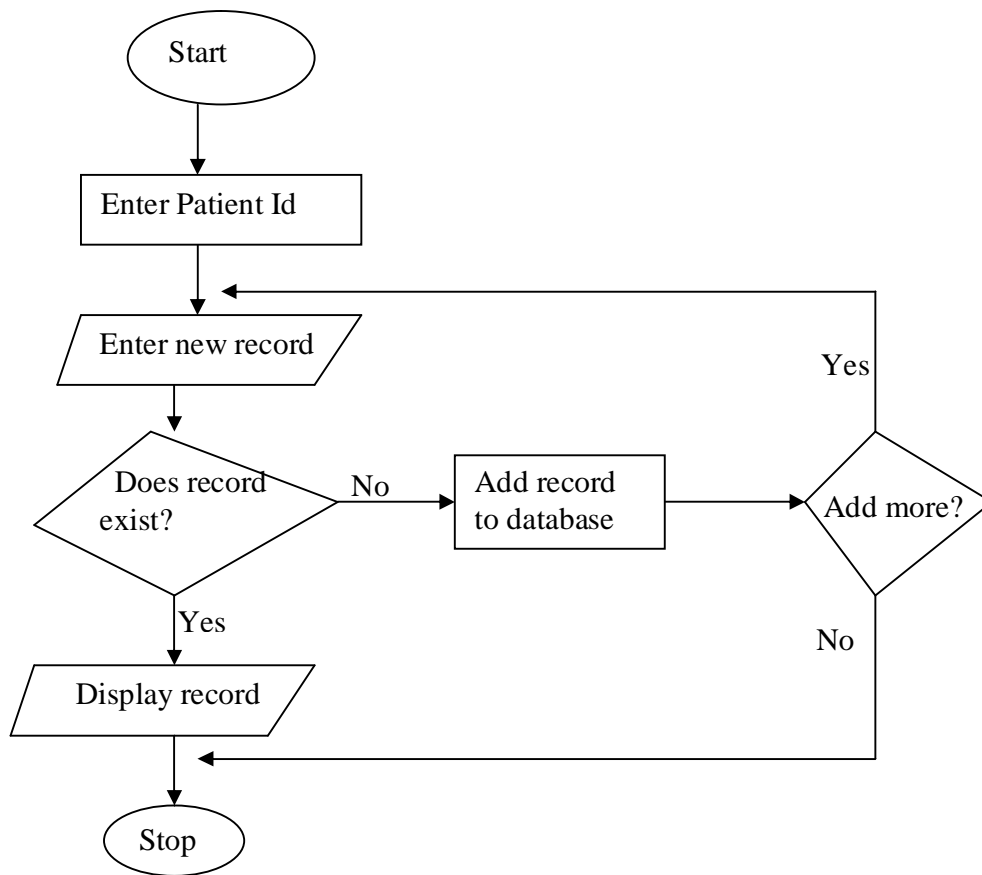 Start
Enter Patient Id
Enter new record
Yes
Does record
exist?
No
Add record
to database
Add more?
Yes
No
Display record
Stop